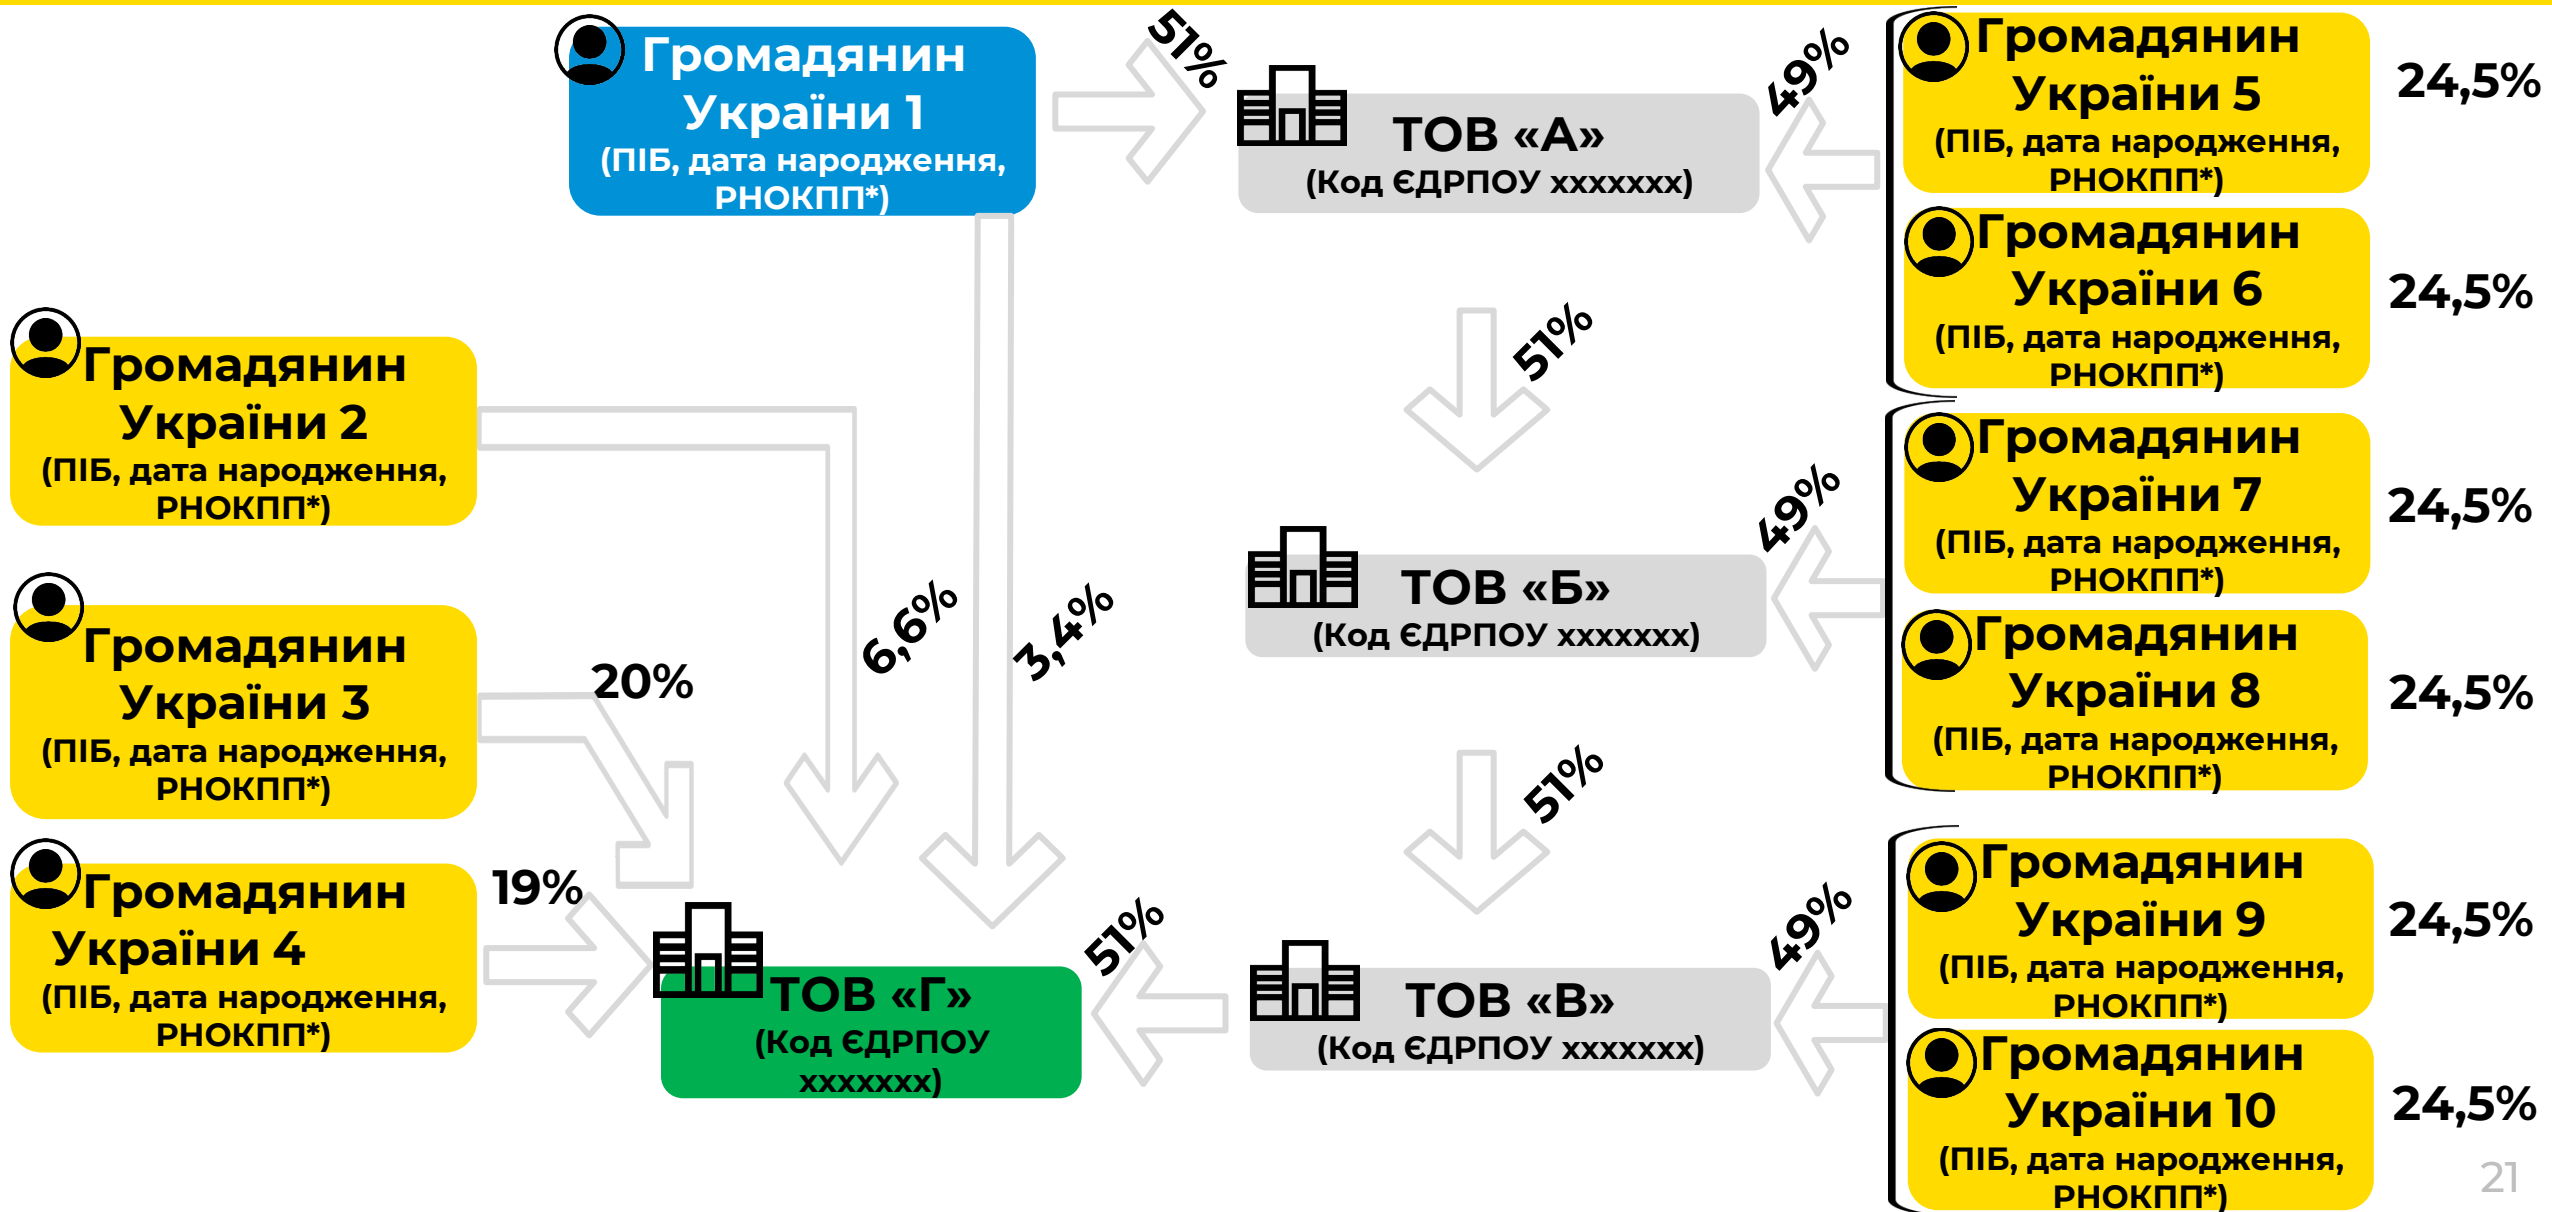 Громадянин
України 1
(ПІБ, дата народження,
РНОКПП*)
51%
ТОВ «А»
(Код ЄДРПОУ xxxxxxx)
49%
Громадянин
України 5
(ПІБ, дата народження,
РНОКПП*)
24,5%
Громадянин
України 6
(ПІБ, дата народження,
РНОКПП*)
24,5%
Громадянин
України 2
(ПІБ, дата народження,
РНОКПП*)
6,6%
3,4%
51%
ТОВ «Б»
(Код ЄДРПОУ xxxxxxx)
49%
Громадянин
України 7
(ПІБ, дата народження,
РНОКПП*)
24,5%
Громадянин
України 8
(ПІБ, дата народження,
РНОКПП*)
24,5%
Громадянин
України 3
(ПІБ, дата народження,
РНОКПП*)
20%
51%
Громадянин
України 4
(ПІБ, дата народження,
РНОКПП*)
19%
ТОВ «Г»
(Код ЄДРПОУ
xxxxxxx)
51%
ТОВ «В»
(Код ЄДРПОУ xxxxxxx)
49%
Громадянин
України 9
(ПІБ, дата народження,
РНОКПП*)
24,5%
Громадянин
України 10
(ПІБ, дата народження,
РНОКПП*)
24,5%
21